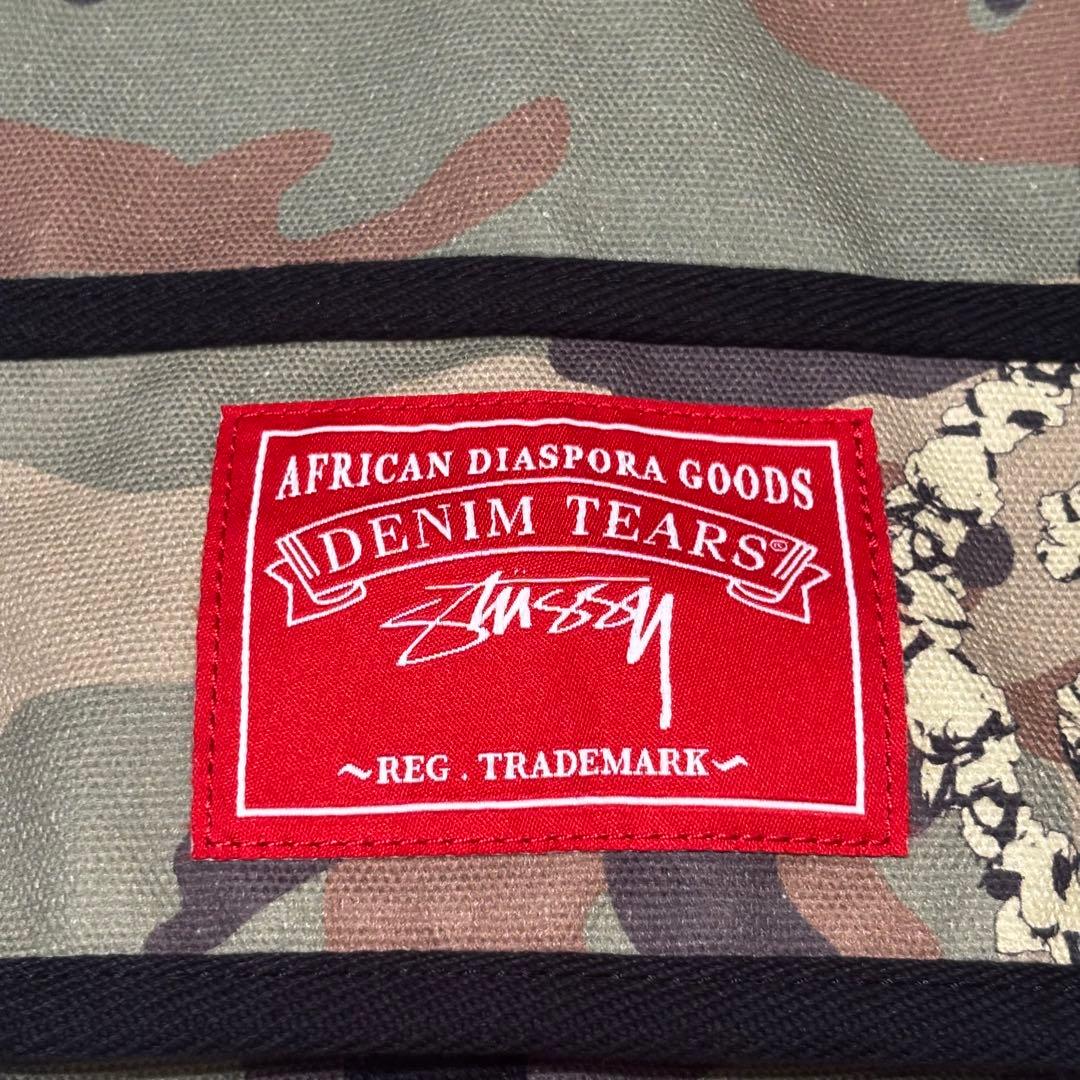 AFRICAN DIASPORA GOODS
DENIM TEARS®
Stüssy
~REG . TRADEMARK~